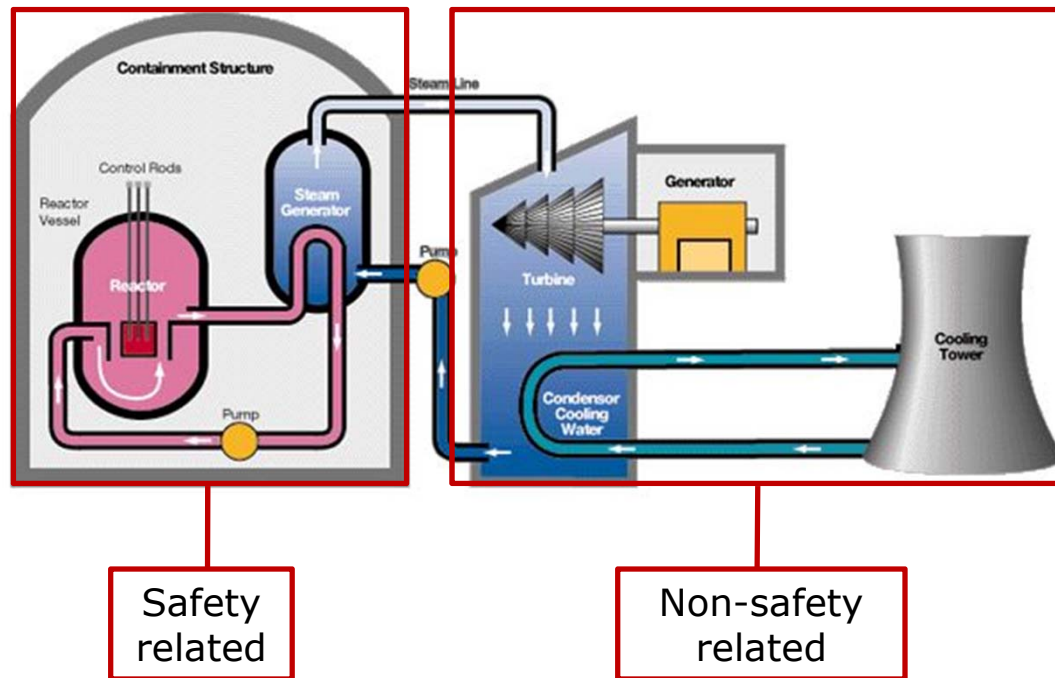 Containment Structure
Steam Line
Control Rods
Reactor
Vessel
Steam
Generator
Generator
Pump
Reactor
Turbine
Cooling
Tower
Condensor
Cooling
Water
Pump
Safety
related
Non-safety
related